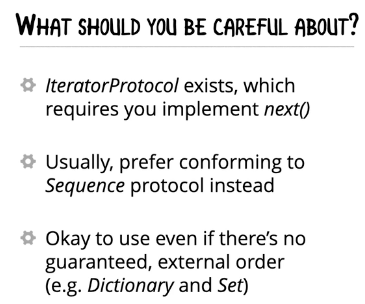 WHAT SHOULD YOU BE CAREFUL ABOUT?
IteratorProtocol exists, which
requires you implement next()
Usually, prefer conforming to
Sequence protocol instead
Okay to use even if there's no
guaranteed, external order
(e.g. Dictionary and Set)